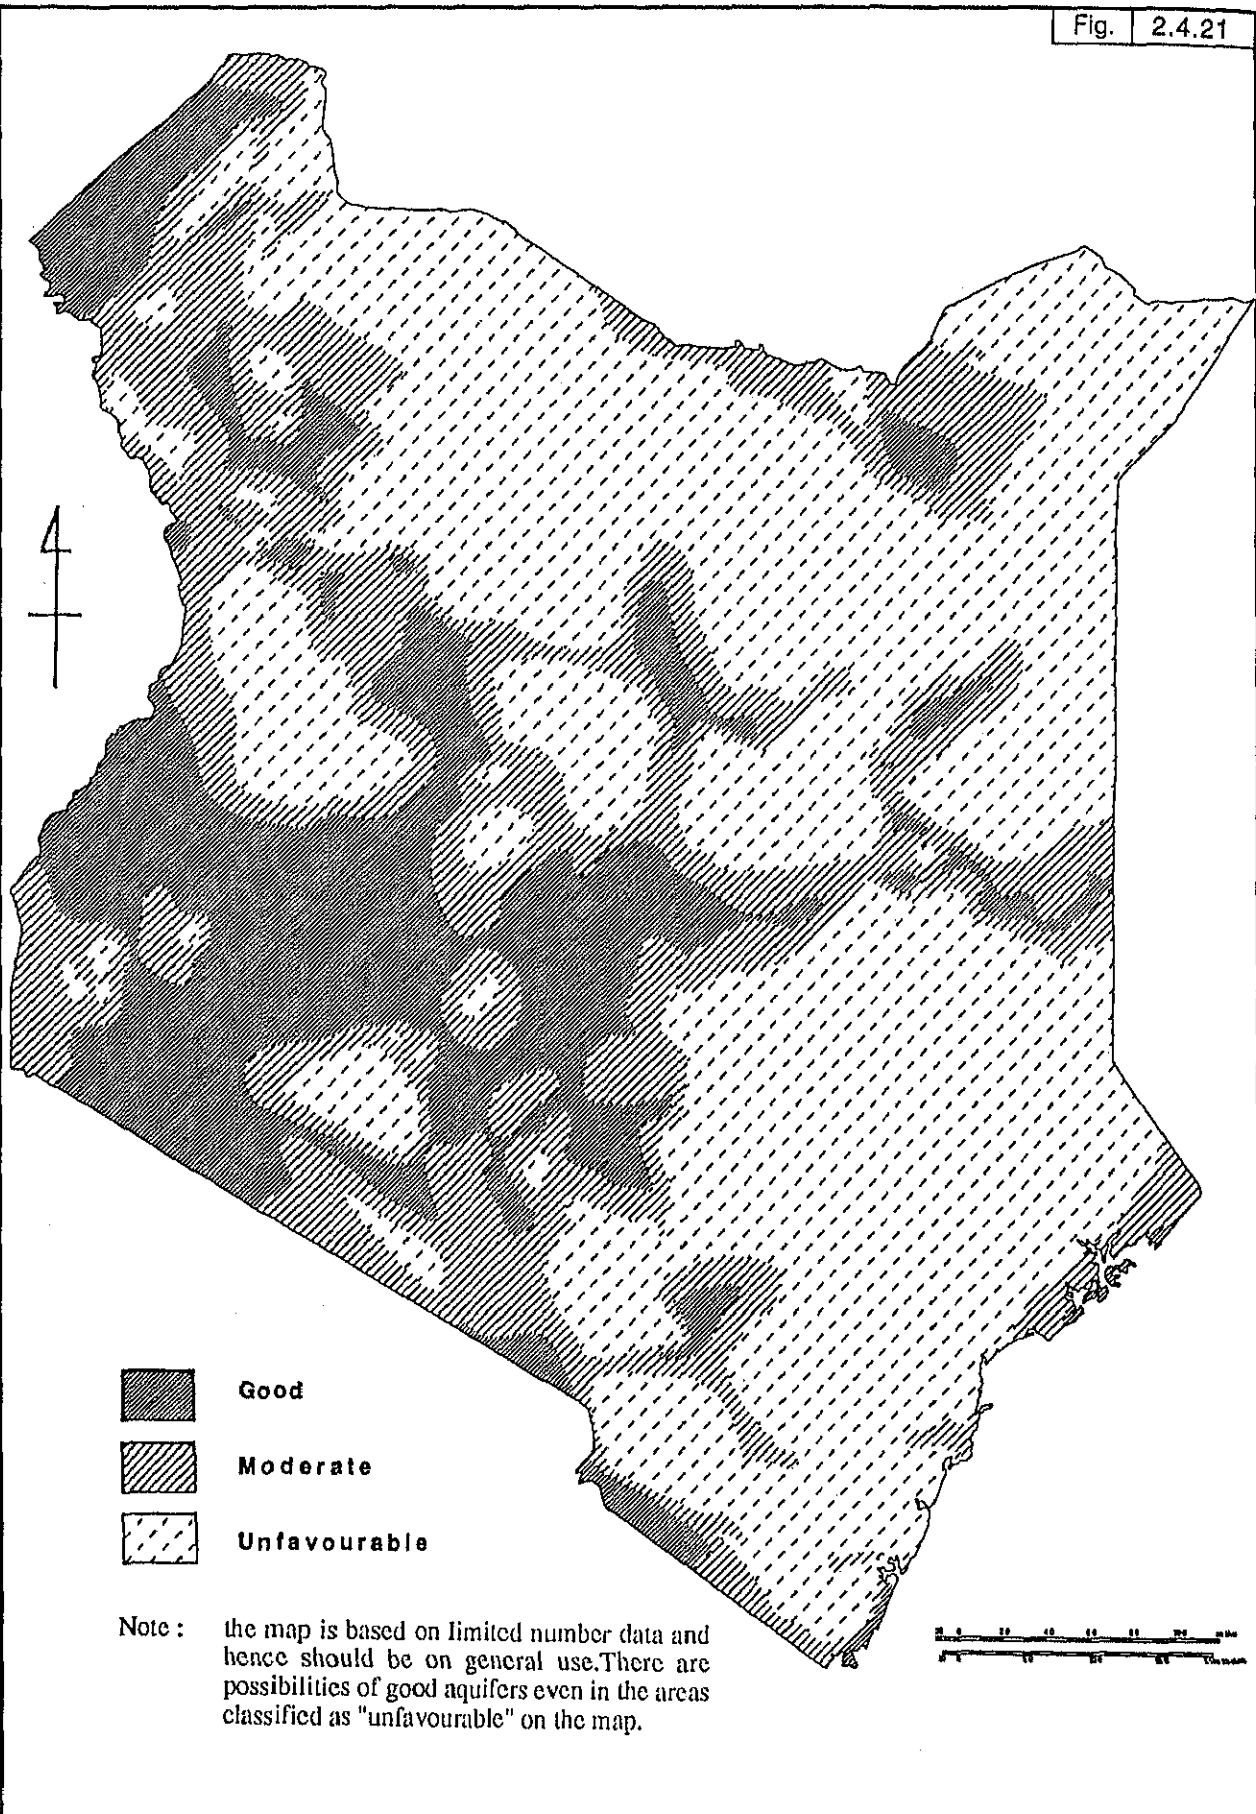 Fig. 2.4.21
Good
Moderate
Unfavourable
Note : the map is based on limited number data and
hence should be on general use.There are
possibilities of good aquifers even in the areas
classified as "unfavourable" on the map.